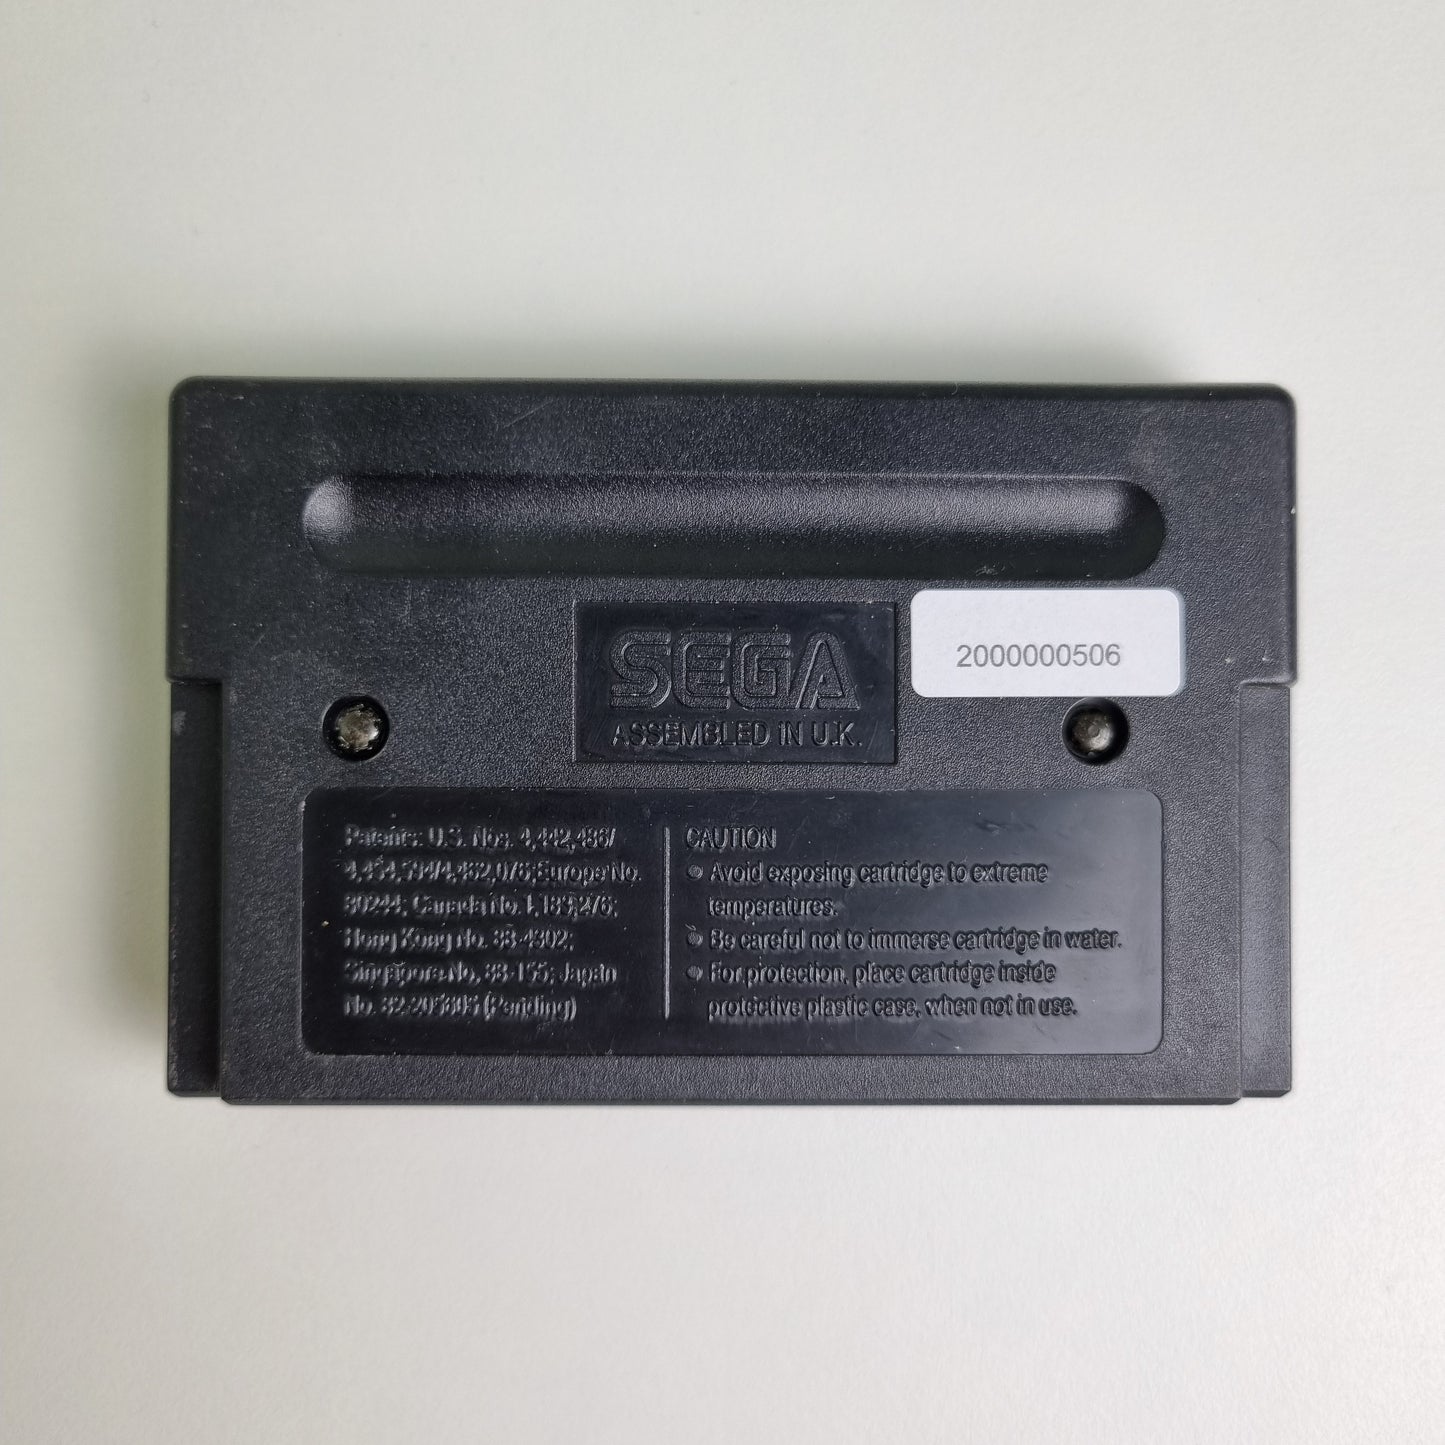 SEGA
ASSEMBLED IN U.K.
2000000506
Patents: U.S. Nos. 4,442,486/
4,454,594/4,462,076; Europe No.
80244; Canada No. 1,183,276;
Hong Kong No. 88-4302;
Singapore No. 88-155; Japan
No. 82-205605 (Pending)
CAUTION
● Avoid exposing cartridge to extreme
temperatures.
● Be careful not to immerse cartridge in water.
● For protection, place cartridge inside
protective plastic case, when not in use.